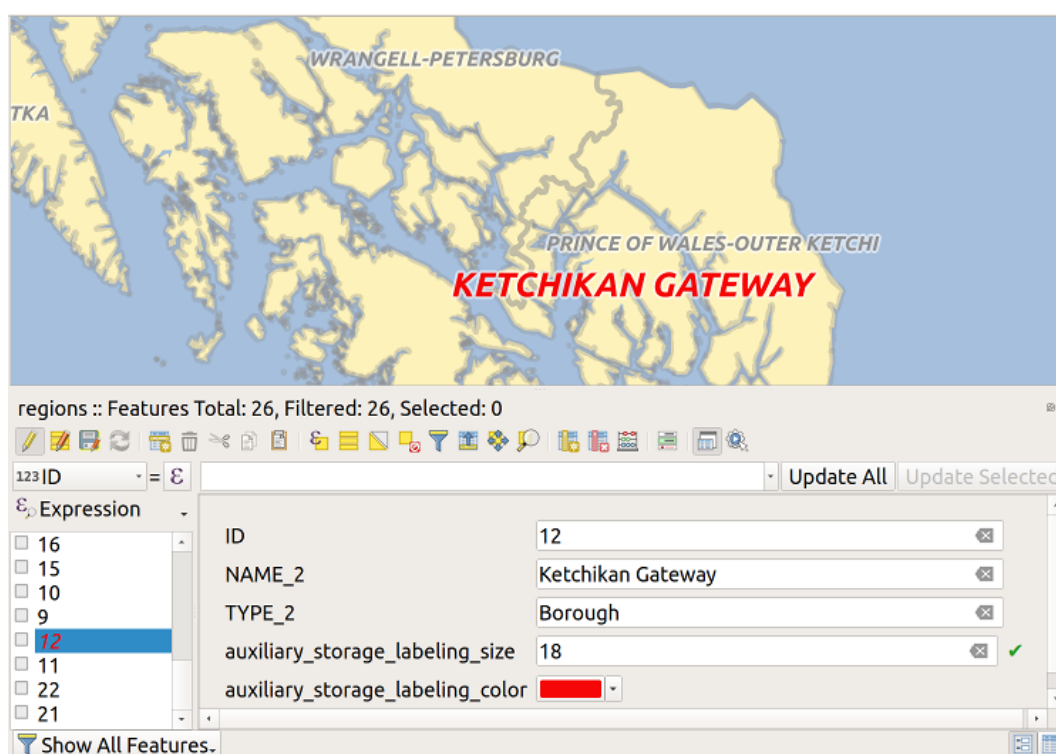 WRANGELL-PETERSBURG
TKA
PRINCE OF WALES-OUTER KETCHI
KETCHIKAN GATEWAY
regions :: Features Total: 26, Filtered: 26, Selected: 0
123 ID = ε Update All Update Selected
Expression
16
15
10
9
12
11
22
21
ID 12
NAME_2 Ketchikan Gateway
TYPE_2 Borough
auxiliary_storage_labeling_size 18
auxiliary_storage_labeling_color
Show All Features